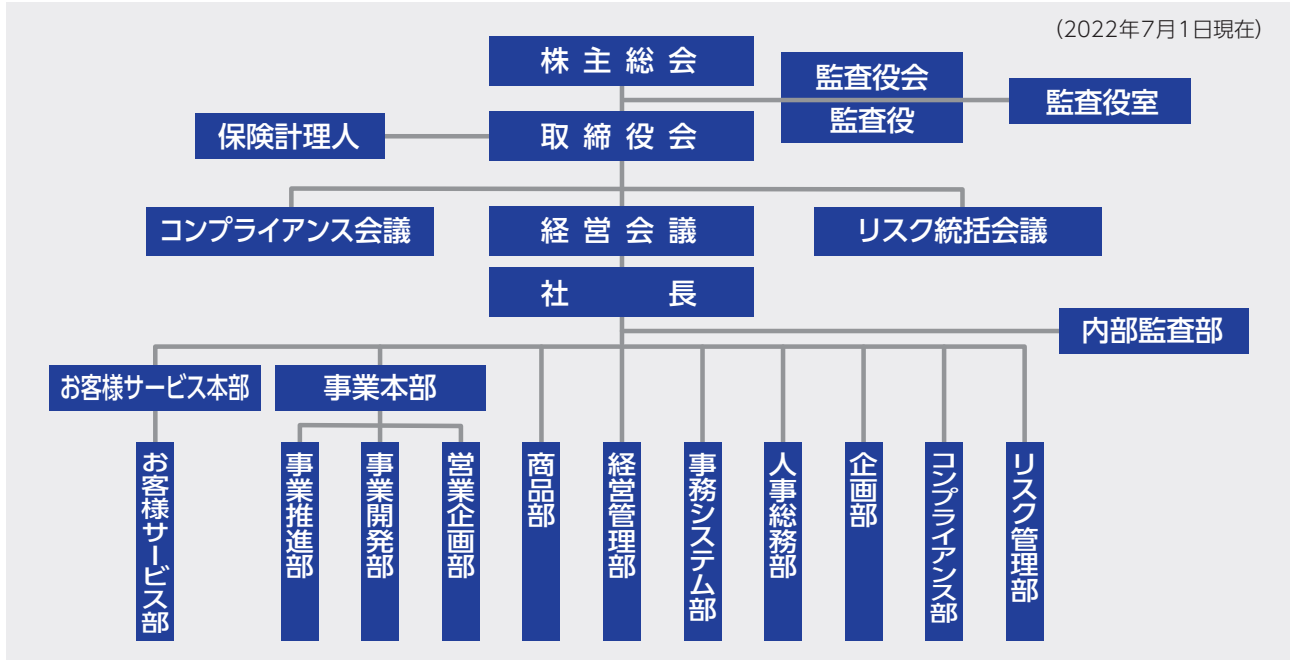 (2022年7月1日現在)
株主総会
監査役会
監査役
監査役室
保険計理人
取締役会
コンプライアンス会議
経営会議
リスク統括会議
社長
内部監査部
お客様サービス本部
事業本部
お客様サービス部
事業推進部
事業開発部
営業企画部
商品部
経営管理部
事務システム部
人事総務部
企画部
コンプライアンス部
リスク管理部